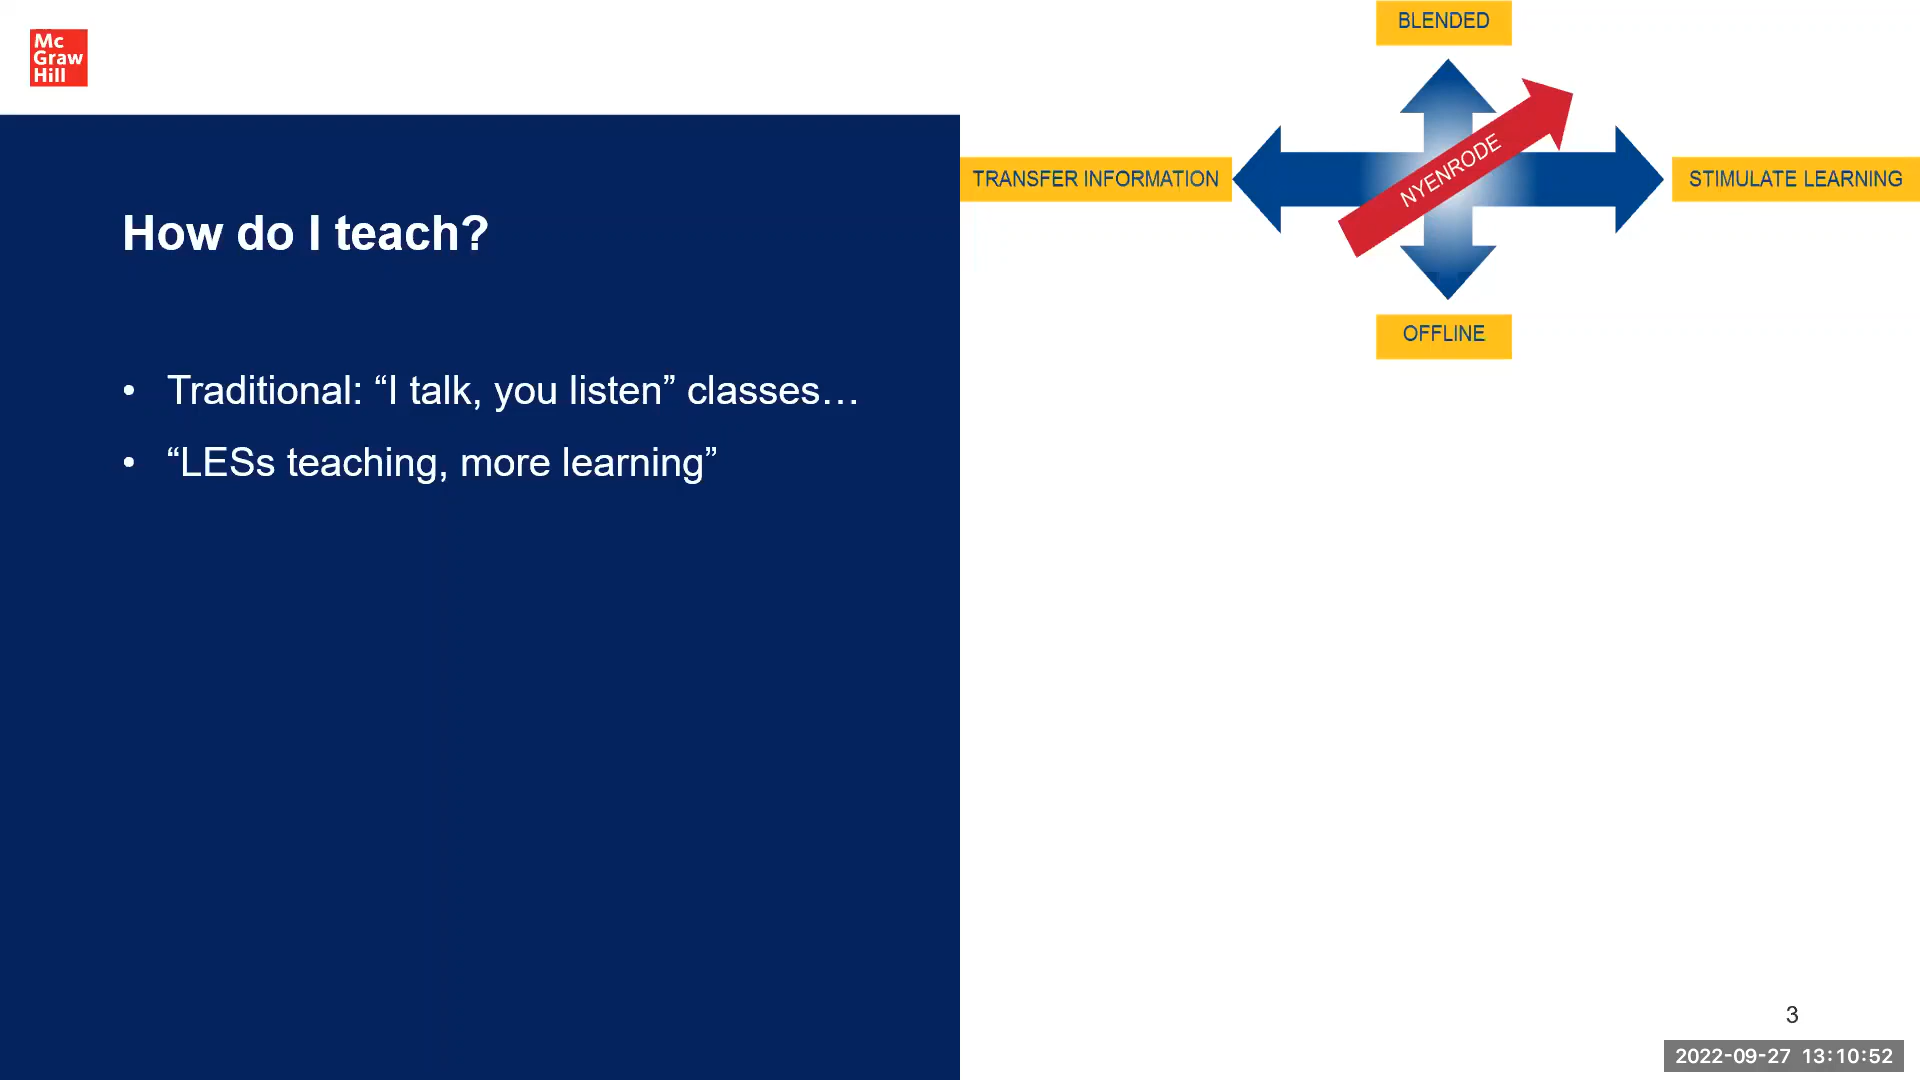 Mc
Graw
Hill
How do I teach?
• Traditional: “I talk, you listen” classes…
• “LESs teaching, more learning”
BLENDED
TRANSFER INFORMATION
NYENRODE
STIMULATE LEARNING
OFFLINE
3
2022-09-27 13:10:52